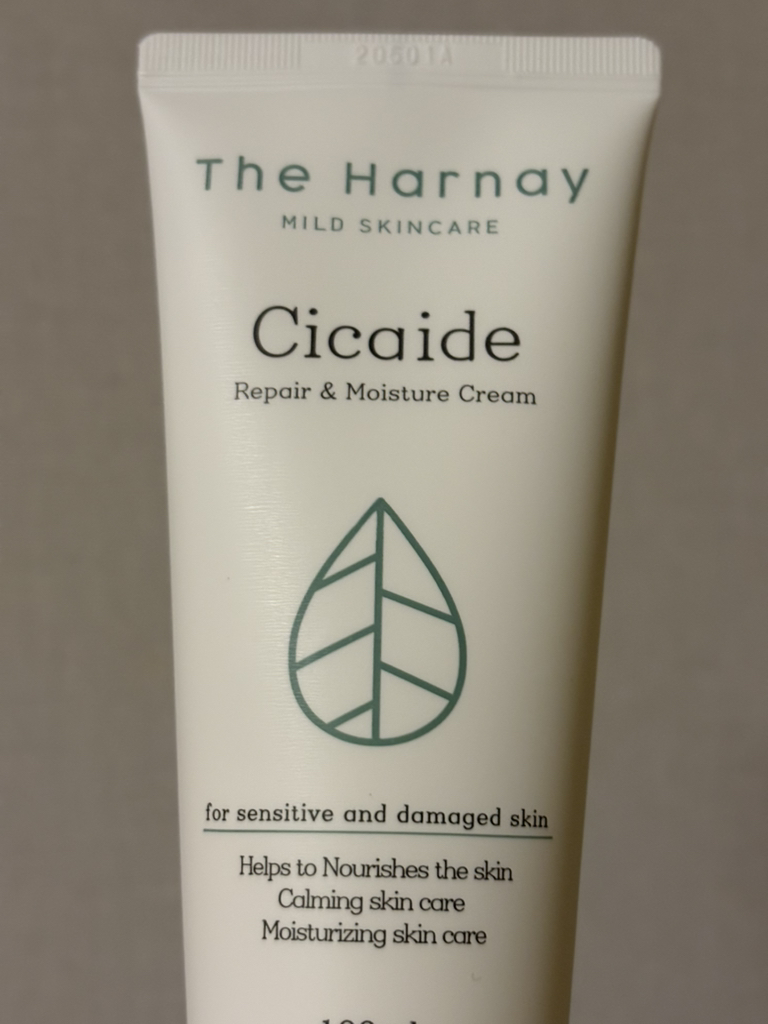 20501A
The Harnay
MILD SKINCARE
Cicaide
Repair & Moisture Cream
for sensitive and damaged skin
Helps to Nourishes the skin
Calming skin care
Moisturizing skin care